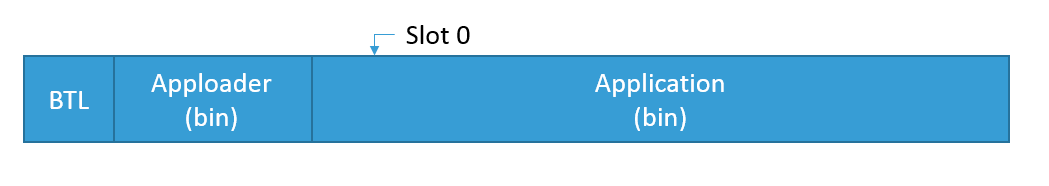 Slot 0
BTL
Apploader
(bin)
Application
(bin)